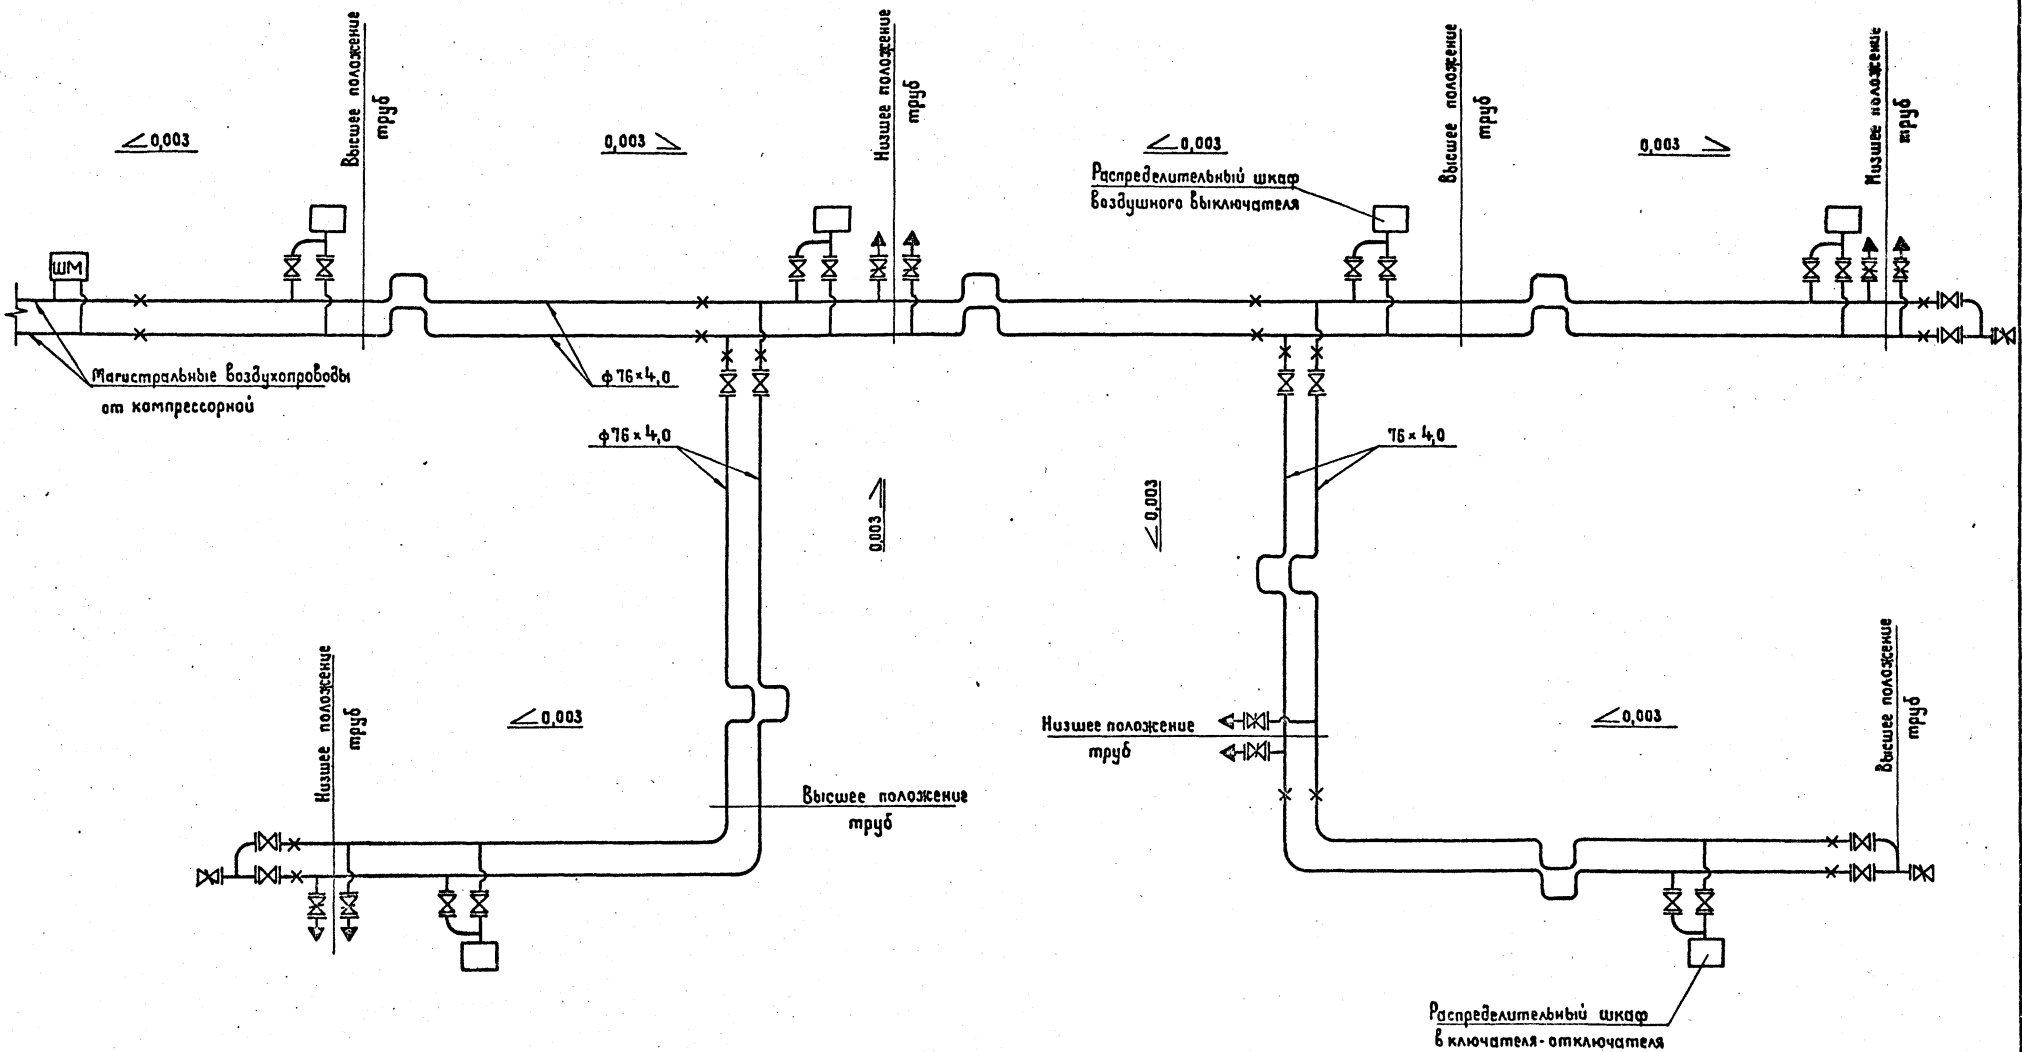 Высшее положение
труб
Низшее положение
труб
Высшее положение
труб
Низшее положение
труб
0,003
0,003
0,003
0,003
Распределительный шкаф
воздушного выключателя
ШМ
Магистральные воздухопроводы
от компрессорной
ф 76×4,0
ф76×4,0
76×4,0
0,003
0,003
Низшее положение
труб
0,003
Низшее положение
труб
0,003
Высшее положение
труб
Высшее положение
труб
Распределительный шкаф
включателя-отключателя